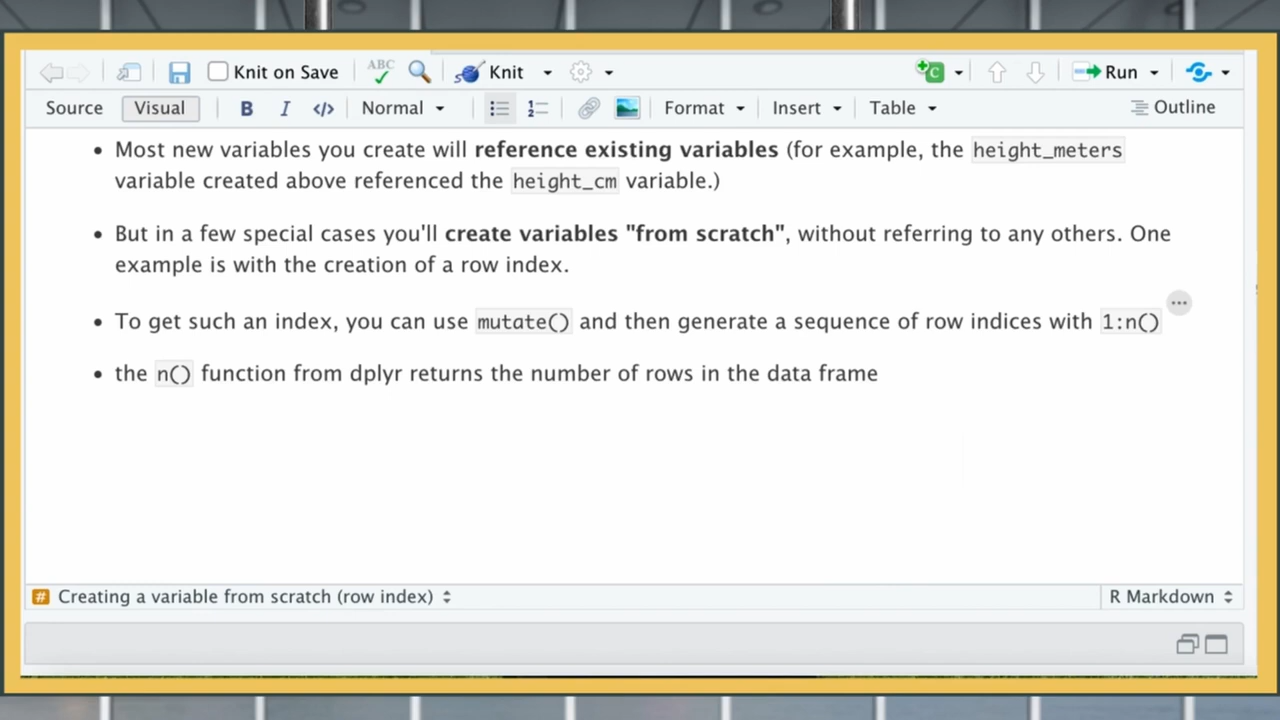 Knit on Save ABC Knit C Run
Source Visual B I </> Normal Format Insert Table Outline
• Most new variables you create will reference existing variables (for example, the height_meters
variable created above referenced the height_cm variable.)
• But in a few special cases you'll create variables "from scratch", without referring to any others. One
example is with the creation of a row index.
• To get such an index, you can use mutate() and then generate a sequence of row indices with 1:n()
• the n() function from dplyr returns the number of rows in the data frame
# Creating a variable from scratch (row index) R Markdown